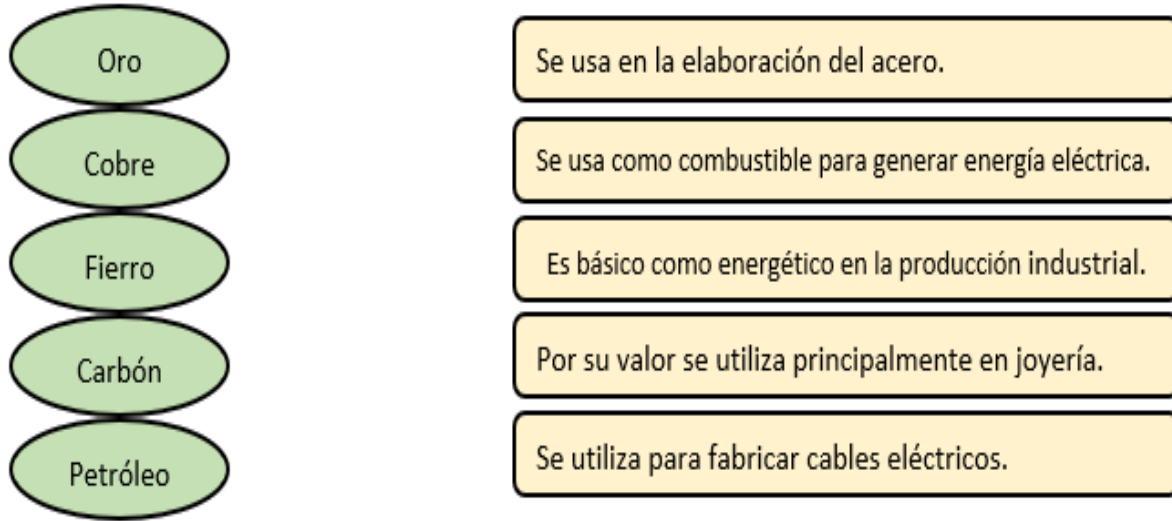 Oro
Cobre
Fierro
Carbón
Petróleo
Se usa en la elaboración del acero.
Se usa como combustible para generar energía eléctrica.
Es básico como energético en la producción industrial.
Por su valor se utiliza principalmente en joyería.
Se utiliza para fabricar cables eléctricos.